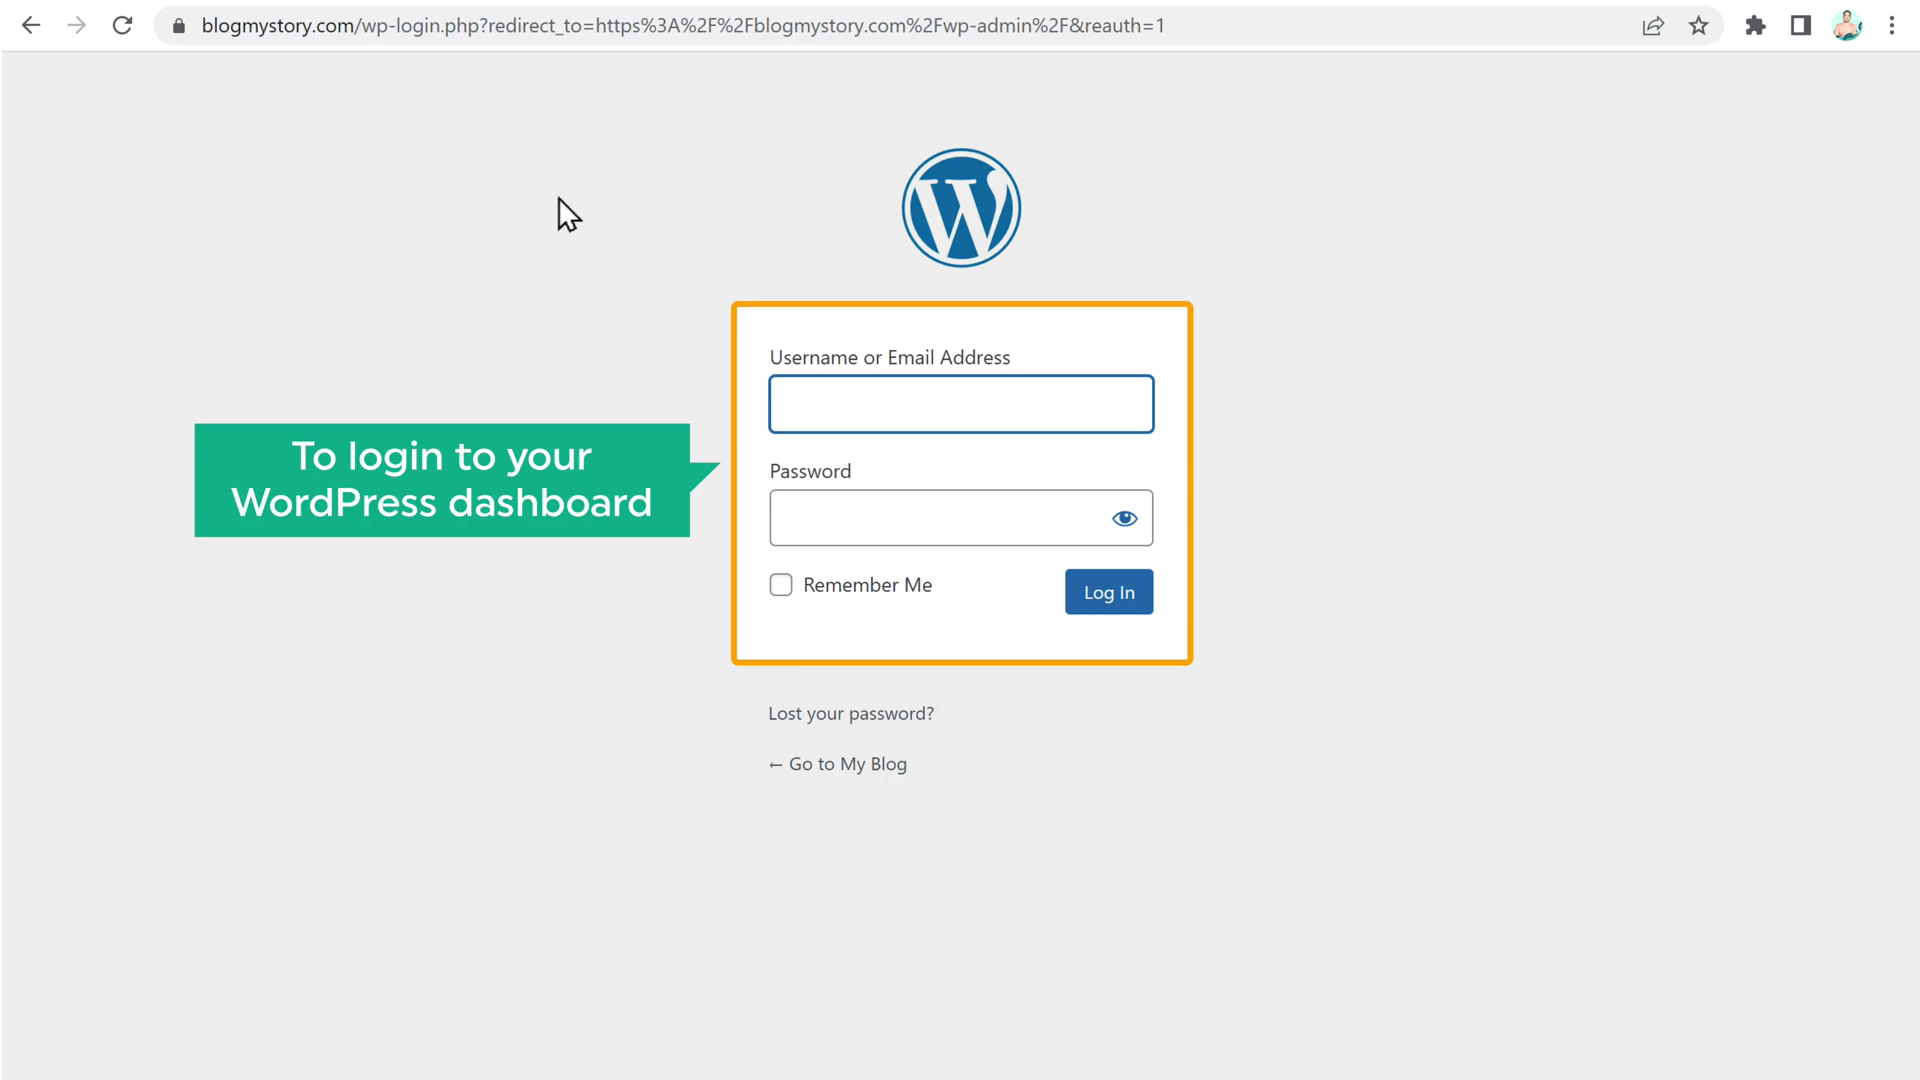 blogmystory.com/wp-login.php?redirect_to=https%3A%2F%2Fblogmystory.com%2Fwp-admin%2F&reauth=1
Username or Email Address
To login to your
WordPress dashboard
Password
Remember Me
Log In
Lost your password?
← Go to My Blog